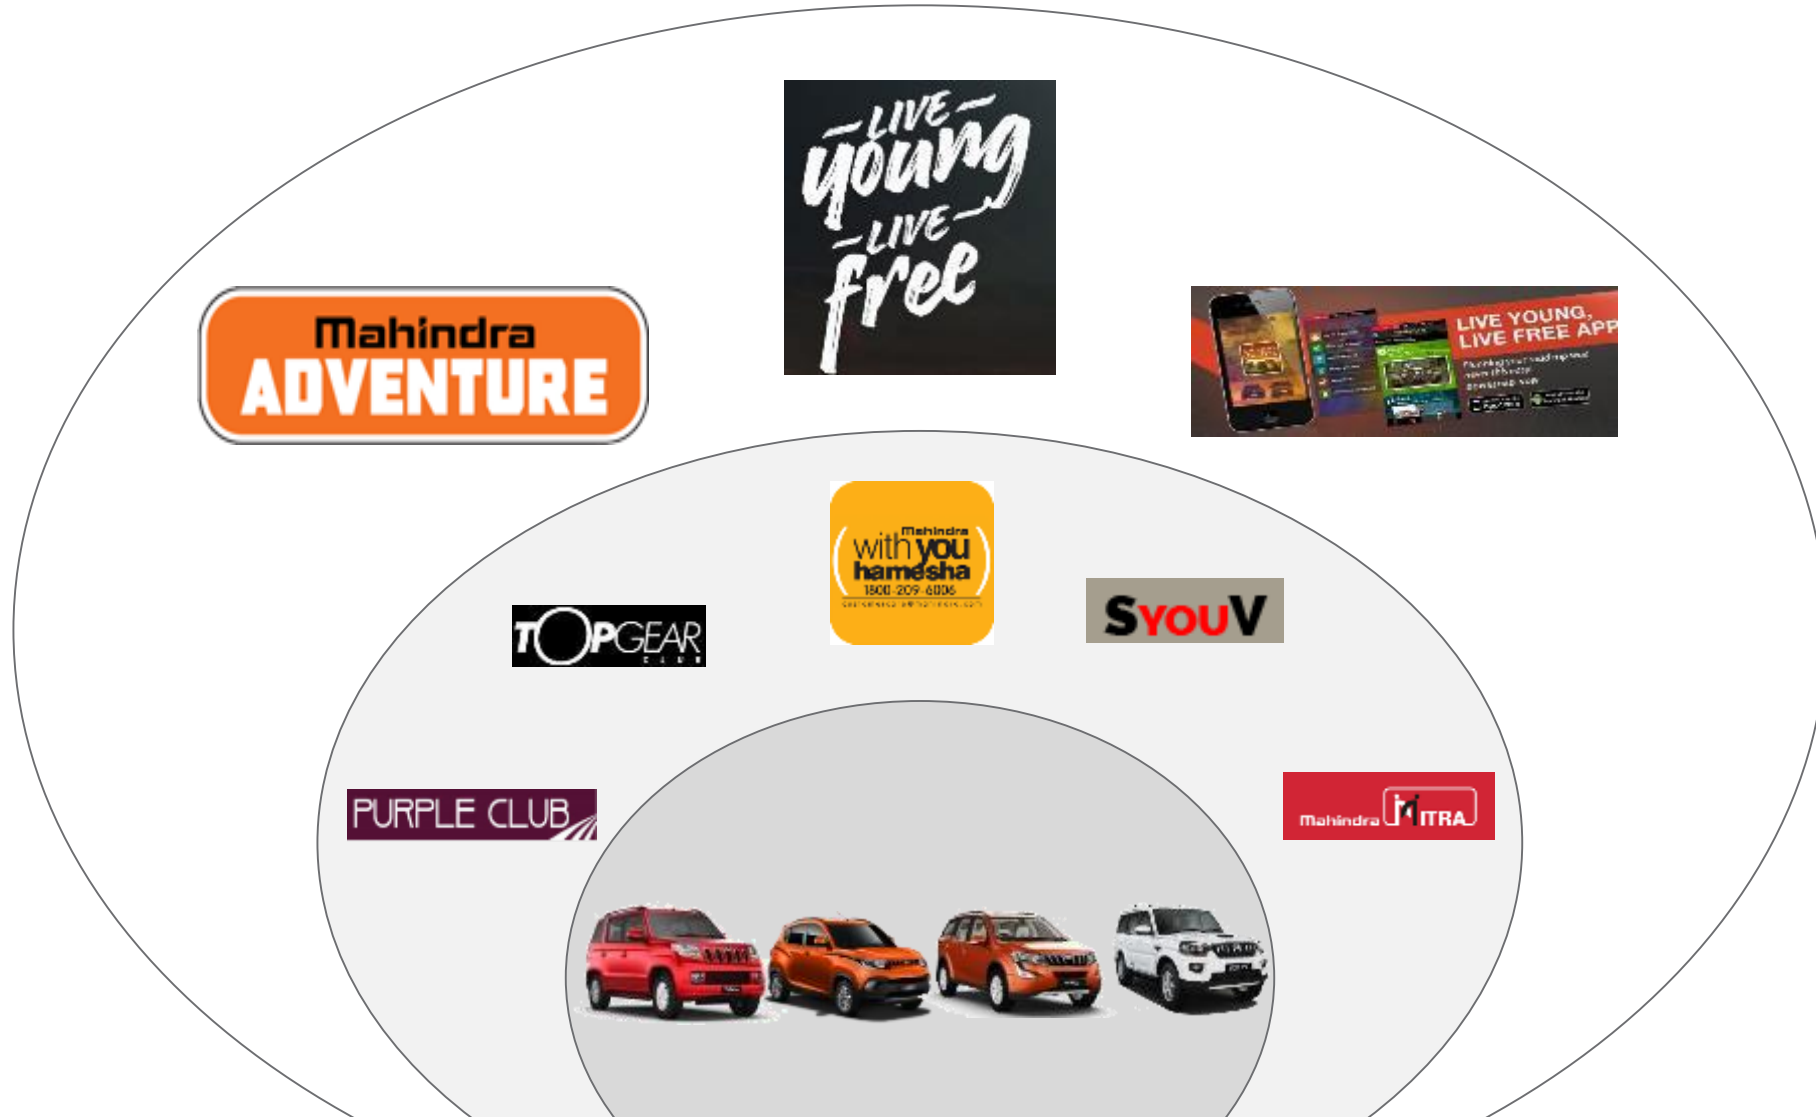 LIVE
young
LIVE
free
Mahindra
ADVENTURE
LIVE YOUNG,
LIVE FREE APP
Mahindra
with you
hamesha
1800-209-6006
TOPGEAR
CLUB
SYOUV
PURPLE CLUB
Mahindra MITRA